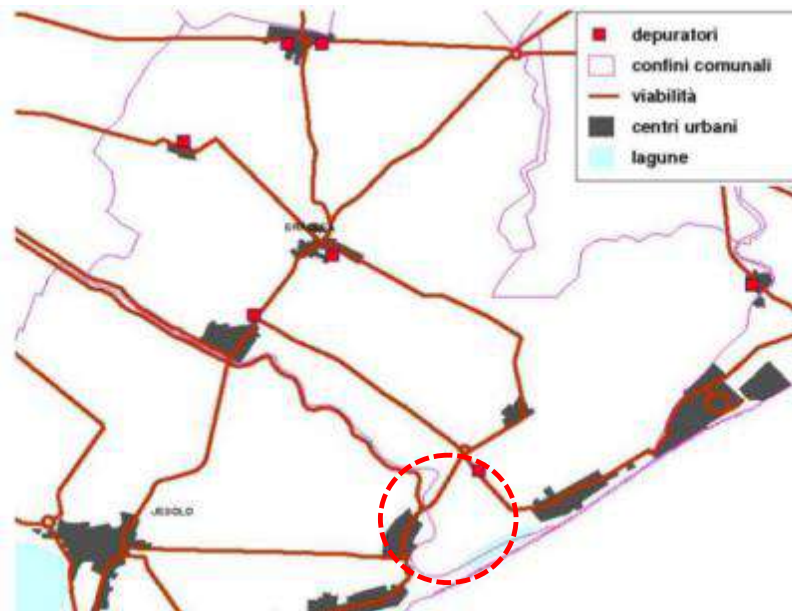 depuratori
confini comunali
viabilità
centri urbani
lagune
JESOLO